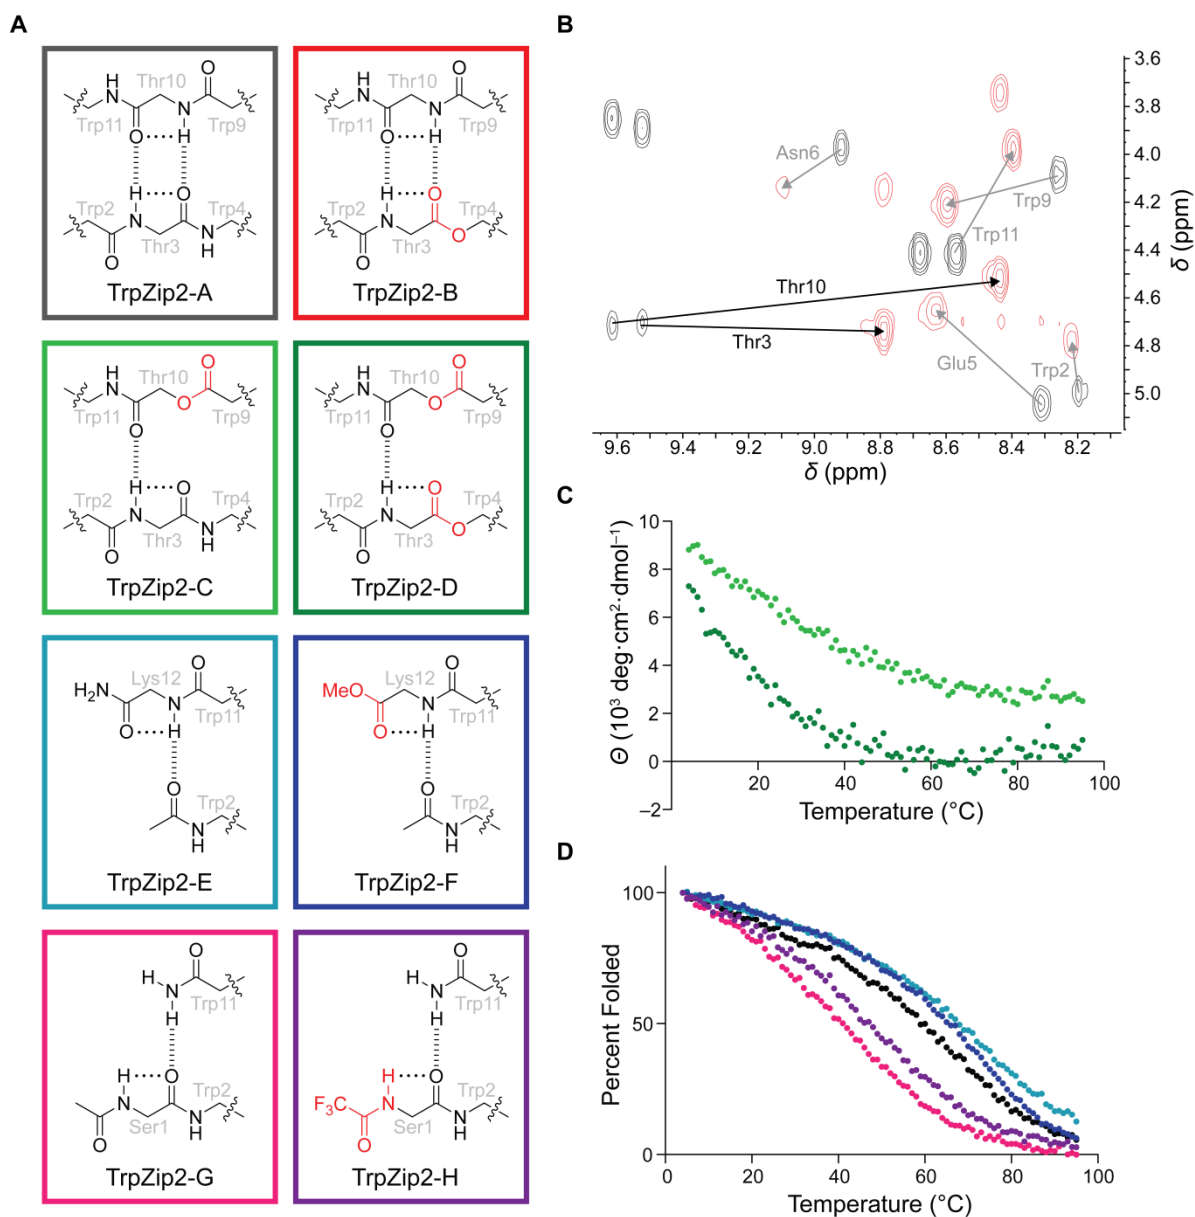 A
H
N
Thr10
N
H
O
O
Trp11
Trp9
H
O
Trp2
N
Trp4
O
Thr3
N
H
TrpZip2-A
H
N
Thr10
N
H
O
O
Trp11
Trp9
H
O
Trp2
N
O
Trp4
O
Thr3
TrpZip2-B
H
N
Thr10
O
O
O
Trp11
Trp9
H
O
Trp2
N
Trp4
O
Thr3
N
H
TrpZip2-C
H
N
Thr10
O
O
O
Trp11
Trp9
H
O
Trp2
N
O
Trp4
O
Thr3
TrpZip2-D
H2N
Lys12
N
O
Trp11
O
H
O
Trp2
N
H
TrpZip2-E
MeO
Lys12
N
O
Trp11
O
H
O
Trp2
N
H
TrpZip2-F
O
H
N
Trp11
H
H
O
N
Trp2
O
Ser1
N
H
TrpZip2-G
O
H
N
Trp11
H
H
O
F3C
N
Trp2
O
Ser1
N
H
TrpZip2-H
B
Asn6
Trp9
Trp11
Thr10
Thr3
Glu5
Trp2
3.6
3.8
4.0
4.2
4.4
4.6
4.8
5.0
δ (ppm)
9.6 9.4 9.2 9.0 8.8 8.6 8.4 8.2
δ (ppm)
C
10
8
6
4
2
0
–2
Θ (10³ deg·cm²·dmol⁻¹)
20 40 60 80 100
Temperature (°C)
D
100
50
0
Percent Folded
0 20 40 60 80 100
Temperature (°C)